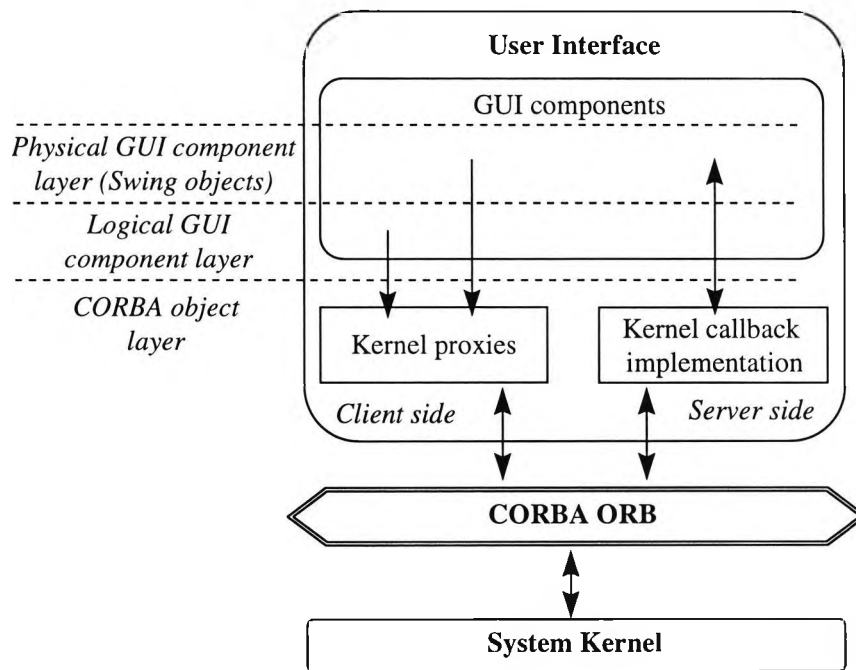 User Interface
GUI components
Physical GUI component
layer (Swing objects)
Logical GUI
component layer
CORBA object
layer
Kernel proxies
Kernel callback
implementation
Client side
Server side
CORBA ORB
System Kernel